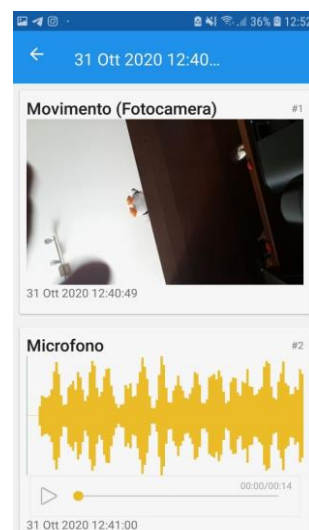 36% 12:52
31 Ott 2020 12:40...
Movimento (Fotocamera) #1
31 Ott 2020 12:40:49
Microfono #2
00:00/00:14
31 Ott 2020 12:41:00